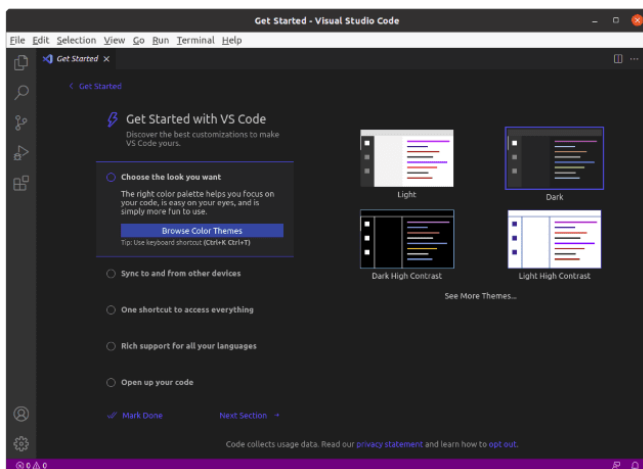 Get Started - Visual Studio Code
File Edit Selection View Go Run Terminal Help
Get Started
Get Started
Get Started with VS Code
Discover the best customizations to make
VS Code yours.
Choose the look you want
The right color palette helps you focus on
your code, is easy on your eyes, and is
simply more fun to use.
Browse Color Themes
Tip: Use keyboard shortcut (Ctrl+K Ctrl+T)
Sync to and from other devices
One shortcut to access everything
Rich support for all your languages
Open up your code
Mark Done Next Section
Light Dark
Dark High Contrast Light High Contrast
See More Themes...
Code collects usage data. Read our privacy statement and learn how to opt out.
0 0